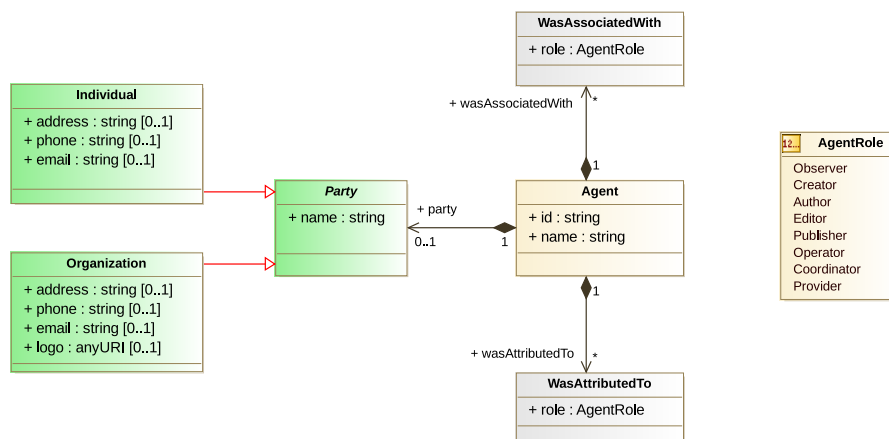 WasAssociatedWith
+ role : AgentRole
Individual
+ address : string [0..1]
+ phone : string [0..1]
+ email : string [0..1]
+ wasAssociatedWith
*
1
12...
AgentRole
Observer
Creator
Author
Editor
Publisher
Operator
Coordinator
Provider
Party
+ name : string
+ party
0..1
1
Agent
+ id : string
+ name : string
Organization
+ address : string [0..1]
+ phone : string [0..1]
+ email : string [0..1]
+ logo : anyURI [0..1]
1
+ wasAttributedTo
*
WasAttributedTo
+ role : AgentRole